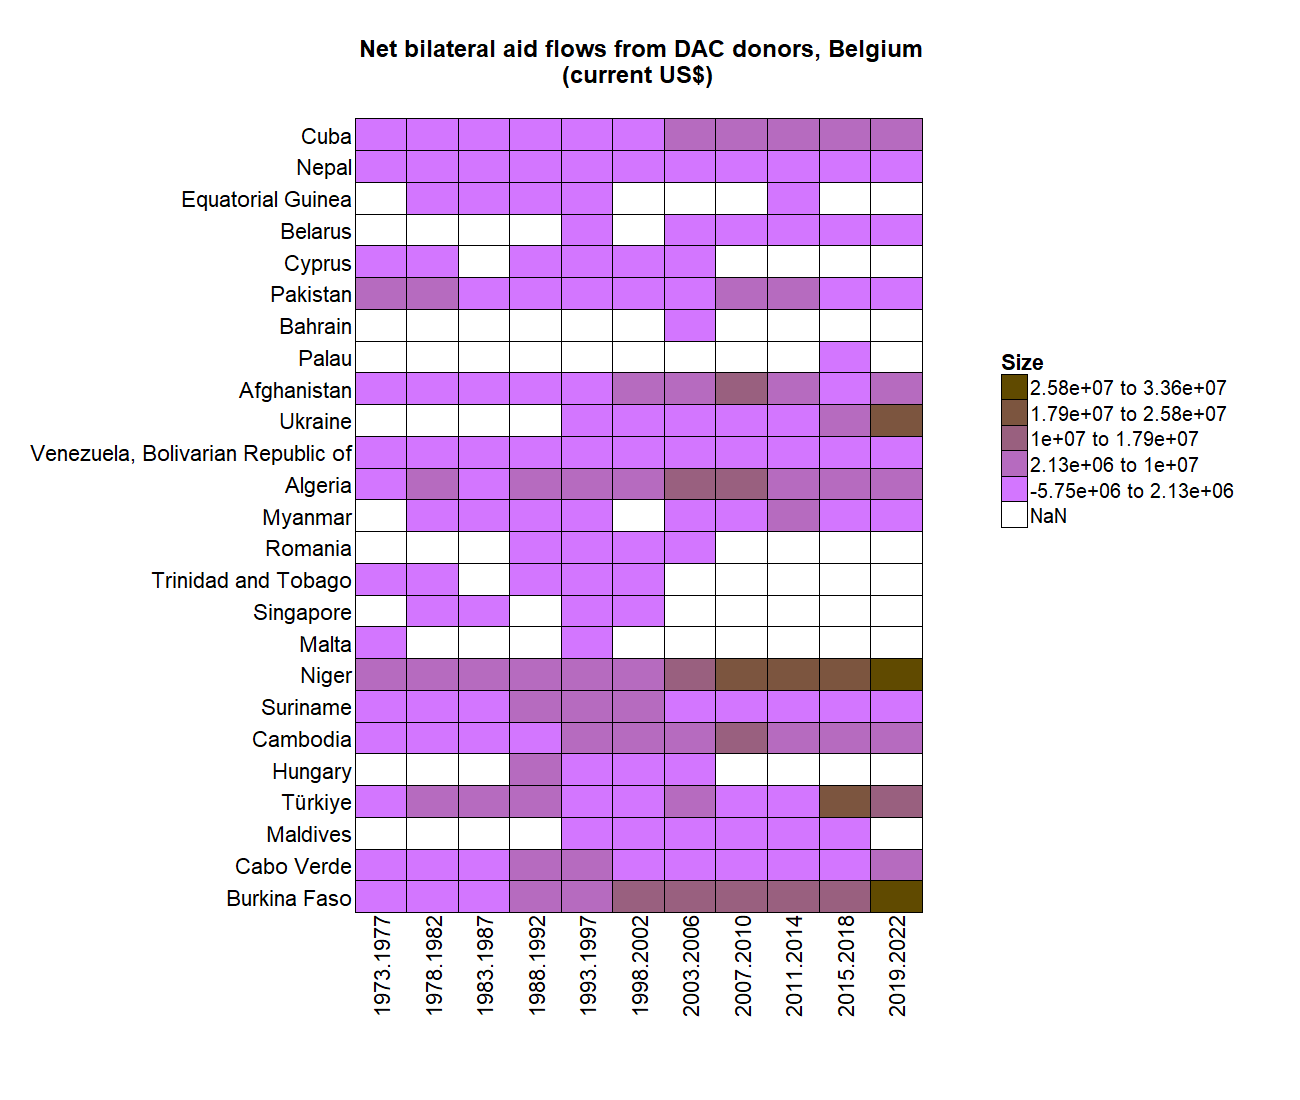 Net bilateral aid flows from DAC donors, Belgium
(current US$)
Cuba
Nepal
Equatorial Guinea
Belarus
Cyprus
Pakistan
Bahrain
Palau
Afghanistan
Ukraine
Venezuela, Bolivarian Republic of
Algeria
Myanmar
Romania
Trinidad and Tobago
Singapore
Malta
Niger
Suriname
Cambodia
Hungary
Türkiye
Maldives
Cabo Verde
Burkina Faso
1973.1977
1978.1982
1983.1987
1988.1992
1993.1997
1998.2002
2003.2006
2007.2010
2011.2014
2015.2018
2019.2022
Size
2.58e+07 to 3.36e+07
1.79e+07 to 2.58e+07
1e+07 to 1.79e+07
2.13e+06 to 1e+07
-5.75e+06 to 2.13e+06
NaN